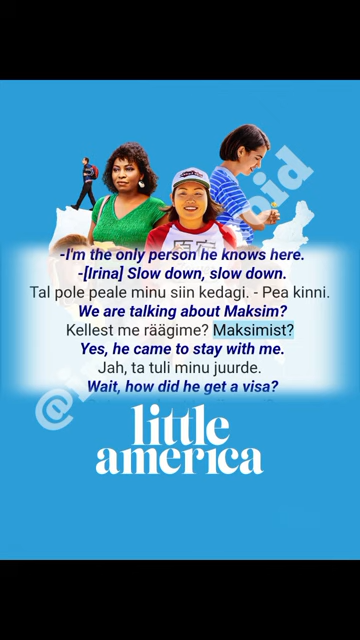 -I'm the only person he knows here.
-[Irina] Slow down, slow down.
Tal pole peale minu siin kedagi. - Pea kinni.
We are talking about Maksim?
Kellest me räägime? Maksimist?
Yes, he came to stay with me.
Jah, ta tuli minu juurde.
Wait, how did he get a visa?
little
america